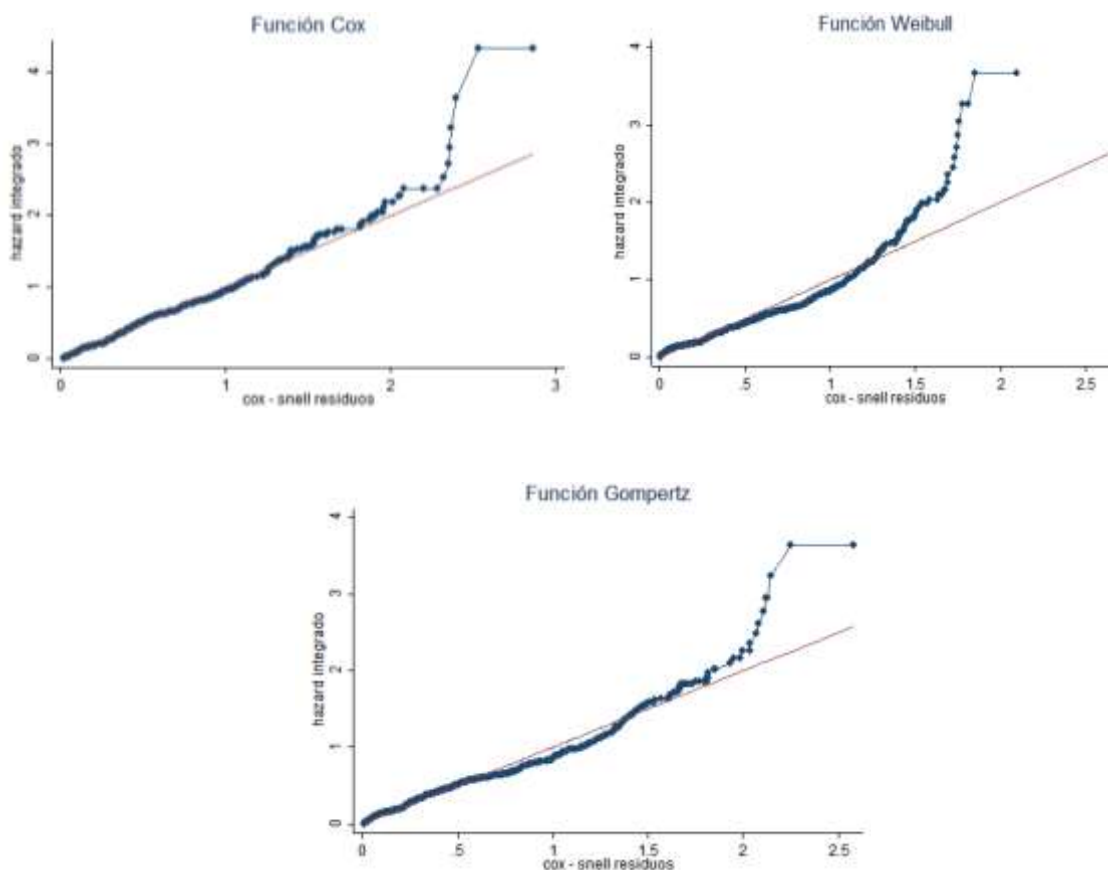 Función Cox
hazard integrado
4
3
2
1
0
0 1 2 3
cox - snell residuos
Función Weibull
hazard integrado
4
3
2
1
0
0 .5 1 1.5 2 2.5
cox - snell residuos
Función Gompertz
hazard integrado
4
3
2
1
0
0 .5 1 1.5 2 2.5
cox - snell residuos